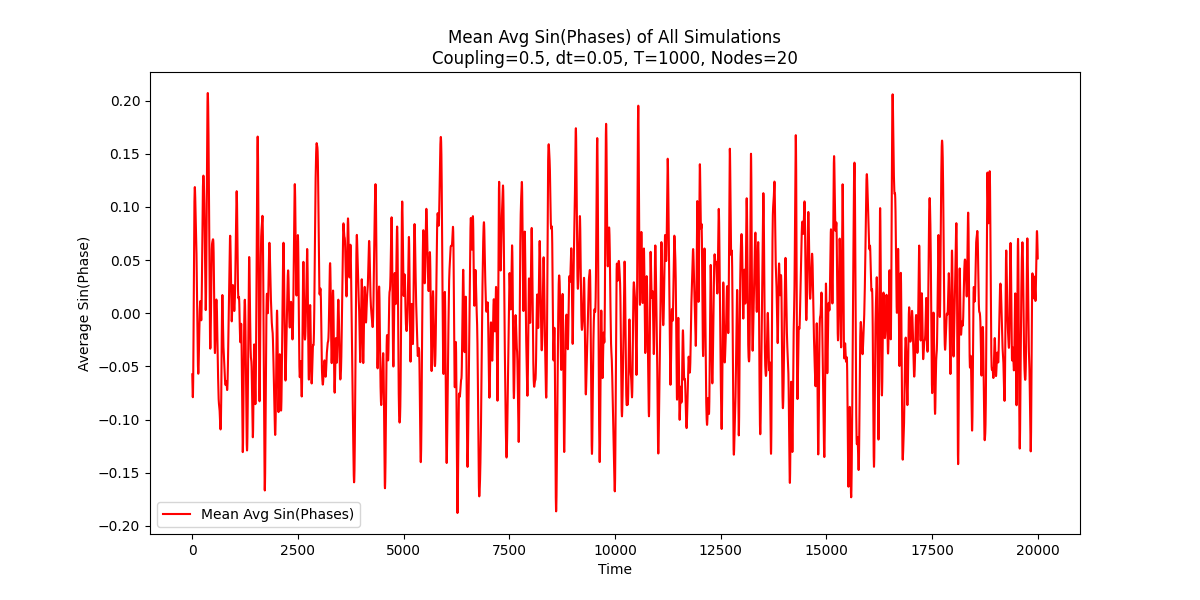 Mean Avg Sin(Phases) of All Simulations
Coupling=0.5, dt=0.05, T=1000, Nodes=20
Average Sin(Phase)
0.20
0.15
0.10
0.05
0.00
−0.05
−0.10
−0.15
−0.20
Mean Avg Sin(Phases)
0 2500 5000 7500 10000 12500 15000 17500 20000
Time